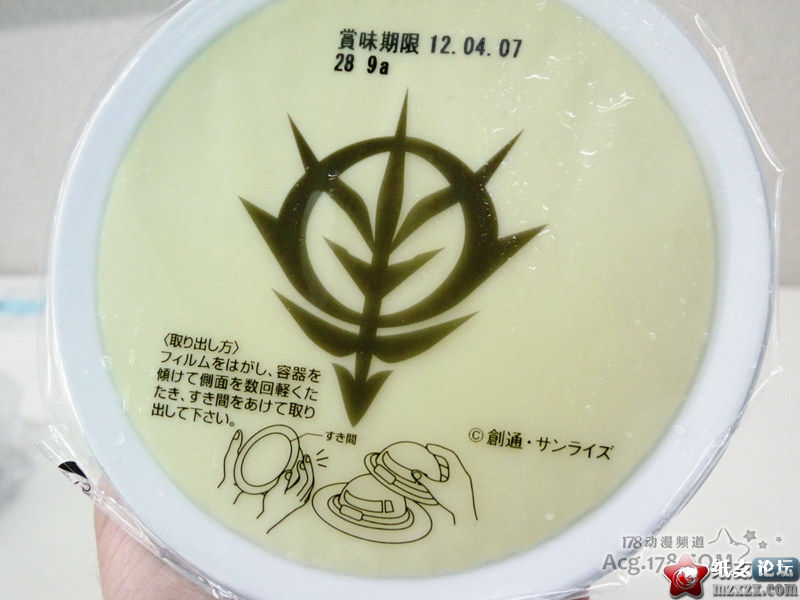 賞味期限 12.04.07
28 9a
〈取り出し方〉
フィルムをはがし、容器を
傾けて側面を数回軽くた
たき、すき間をあけて取り
出して下さい。
すき間
© 創通・サンライズ
178动漫频道
Acg.178.COM
纸女 论坛
mzxzx.com